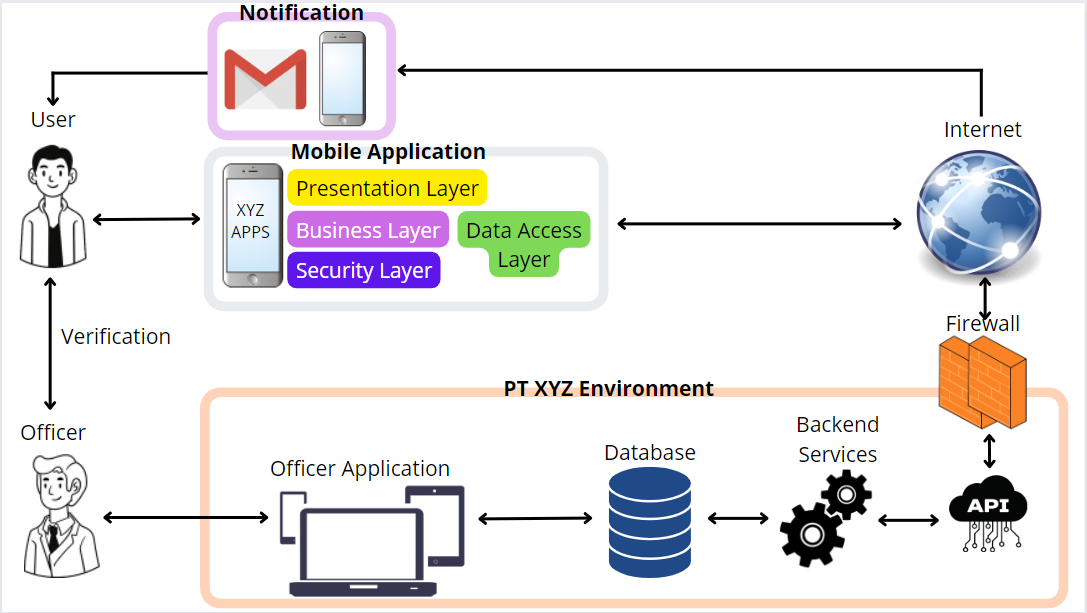 Notification
User
Internet
Mobile Application
XYZ
APPS
Presentation Layer
Business Layer
Data Access
Layer
Security Layer
Verification
Firewall
PT XYZ Environment
Officer
Officer Application
Database
Backend
Services
API